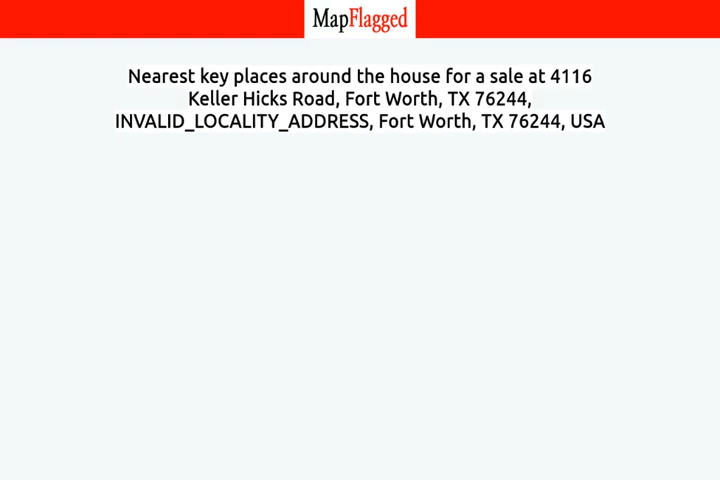 MapFlagged
Nearest key places around the house for a sale at 4116
Keller Hicks Road, Fort Worth, TX 76244,
INVALID_LOCALITY_ADDRESS, Fort Worth, TX 76244, USA